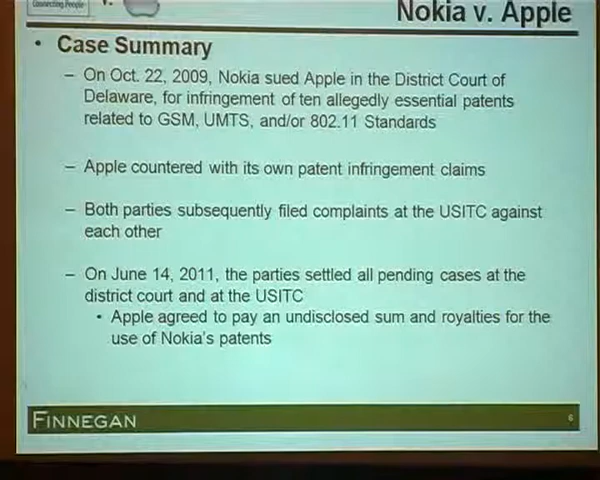 Connecting People
v.
Nokia v. Apple
• Case Summary
– On Oct. 22, 2009, Nokia sued Apple in the District Court of
Delaware, for infringement of ten allegedly essential patents
related to GSM, UMTS, and/or 802.11 Standards
– Apple countered with its own patent infringement claims
– Both parties subsequently filed complaints at the USITC against
each other
– On June 14, 2011, the parties settled all pending cases at the
district court and at the USITC
• Apple agreed to pay an undisclosed sum and royalties for the
use of Nokia's patents
FINNEGAN
6